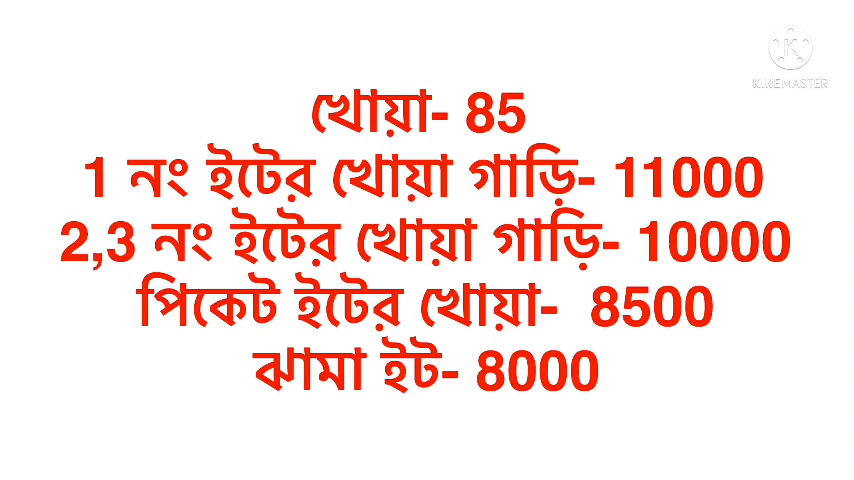 KINEMASTER
খোয়া- 85
1 নং ইটের খোয়া গাড়ি- 11000
2,3 নং ইটের খোয়া গাড়ি- 10000
পিকেট ইটের খোয়া- 8500
ঝামা ইট- 8000